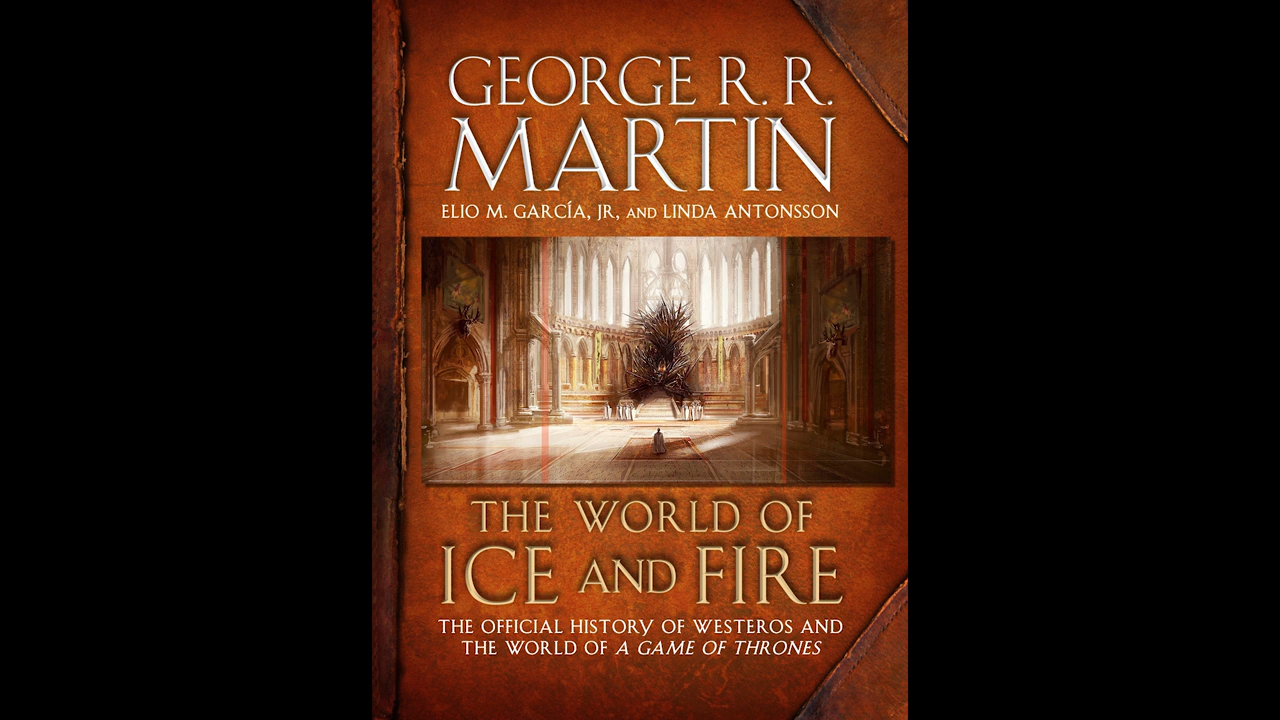 GEORGE R. R.
MARTIN
ELIO M. GARCÍA, JR, AND LINDA ANTONSSON
THE WORLD OF
ICE AND FIRE
THE OFFICIAL HISTORY OF WESTEROS AND
THE WORLD OF A GAME OF THRONES